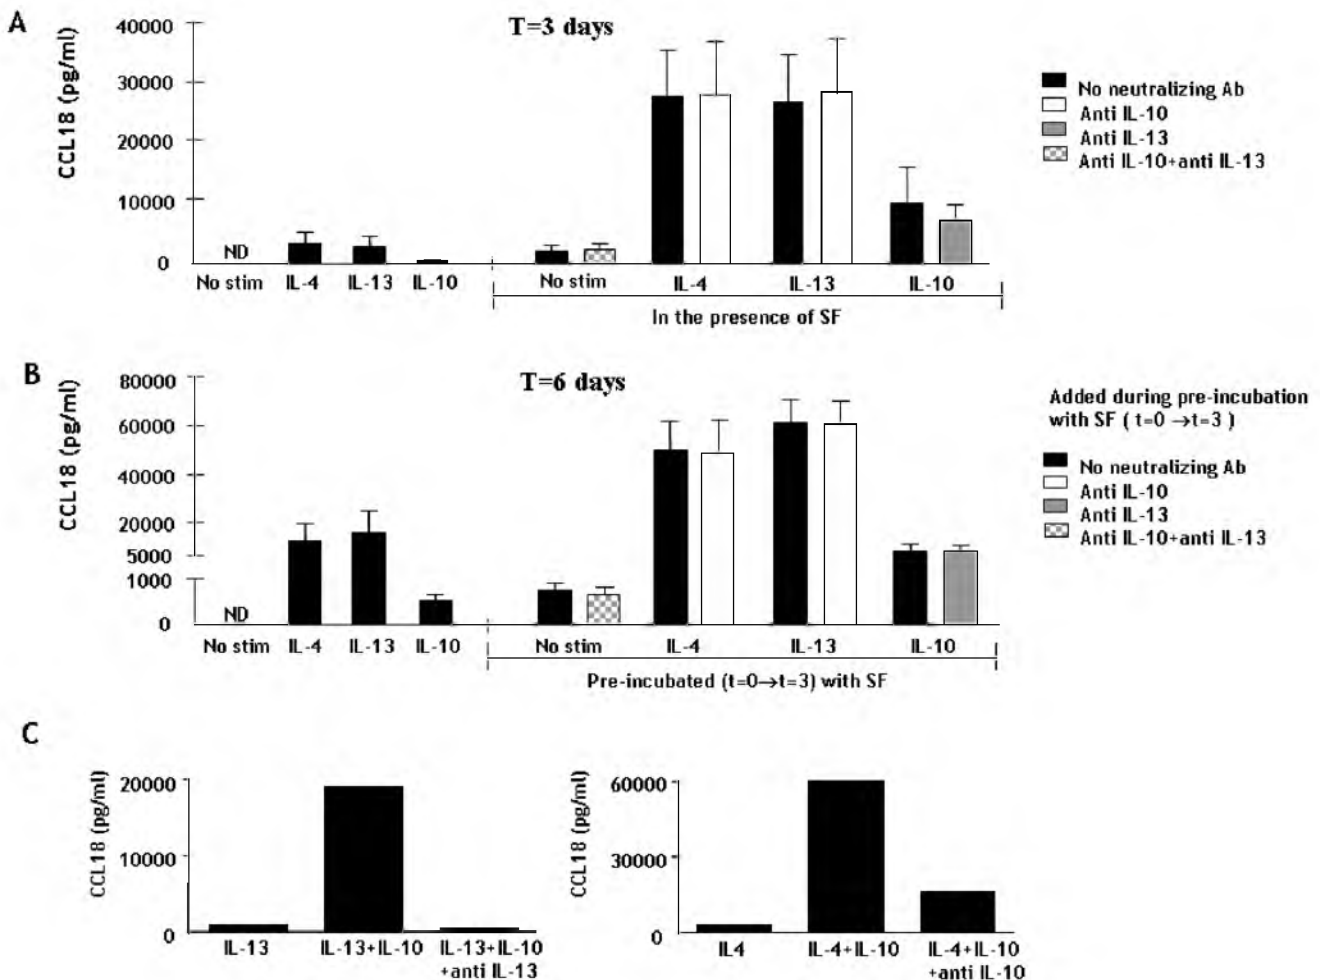 A
T=3 days
CCL18 (pg/ml)
40000
30000
20000
10000
0
ND
No stim IL-4 IL-13 IL-10 No stim IL-4 IL-13 IL-10
In the presence of SF
No neutralizing Ab
Anti IL-10
Anti IL-13
Anti IL-10+anti IL-13
B
T=6 days
CCL18 (pg/ml)
80000
60000
40000
20000
5000
1000
0
ND
No stim IL-4 IL-13 IL-10 No stim IL-4 IL-13 IL-10
Pre-incubated (t=0→t=3) with SF
Added during pre-incubation
with SF ( t=0 →t=3 )
No neutralizing Ab
Anti IL-10
Anti IL-13
Anti IL-10+anti IL-13
C
CCL18 (pg/ml)
20000
10000
0
IL-13 IL-13+IL-10 IL-13+IL-10
+anti IL-13
CCL18 (pg/ml)
60000
30000
0
IL4 IL-4+IL-10 IL-4+IL-10
+anti IL-10